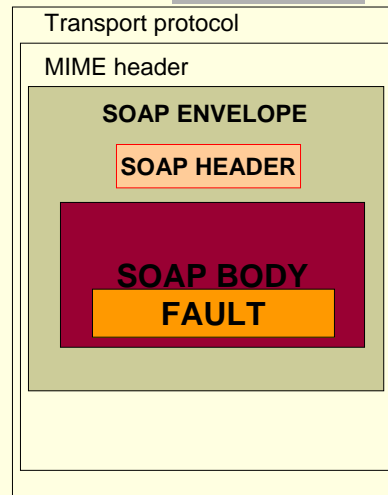 Transport protocol
MIME header
SOAP ENVELOPE
SOAP HEADER
SOAP BODY
FAULT